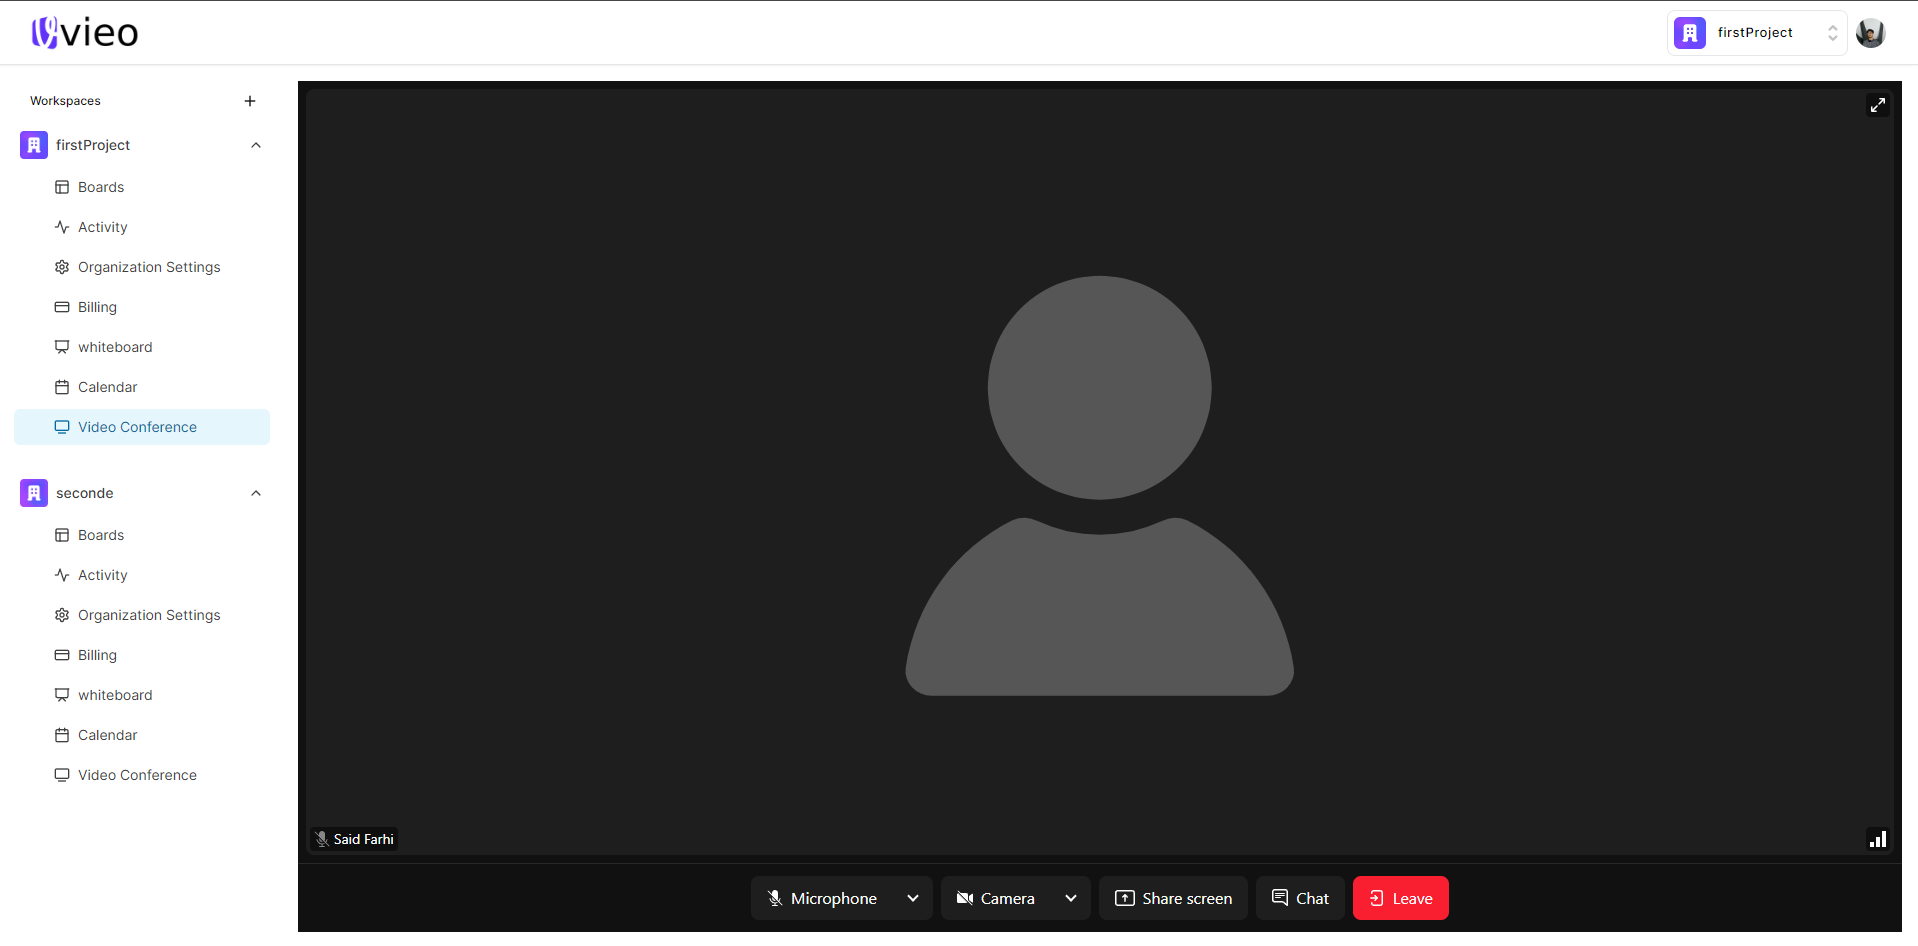 vieo
firstProject
Workspaces
firstProject
Boards
Activity
Organization Settings
Billing
whiteboard
Calendar
Video Conference
seconde
Boards
Activity
Organization Settings
Billing
whiteboard
Calendar
Video Conference
Said Farhi
Microphone Camera Share screen Chat Leave